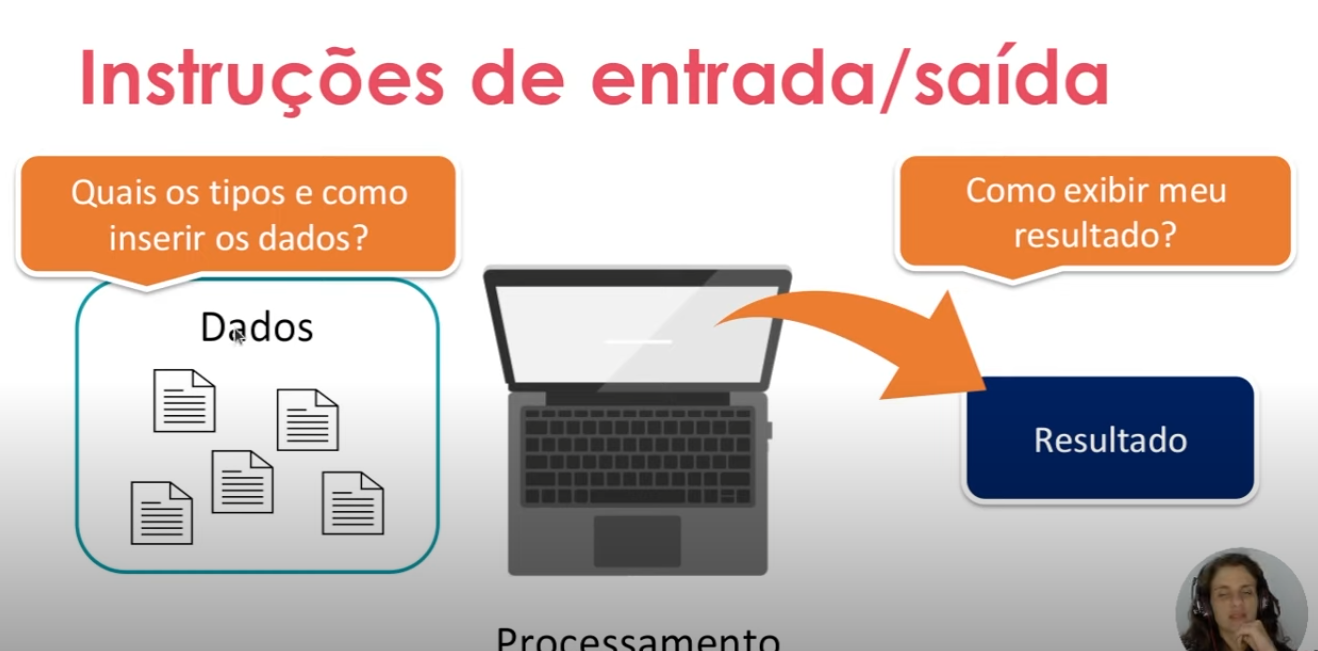 Instruções de entrada/saída
Quais os tipos e como
inserir os dados?
Como exibir meu
resultado?
Dados
Resultado
Processamento